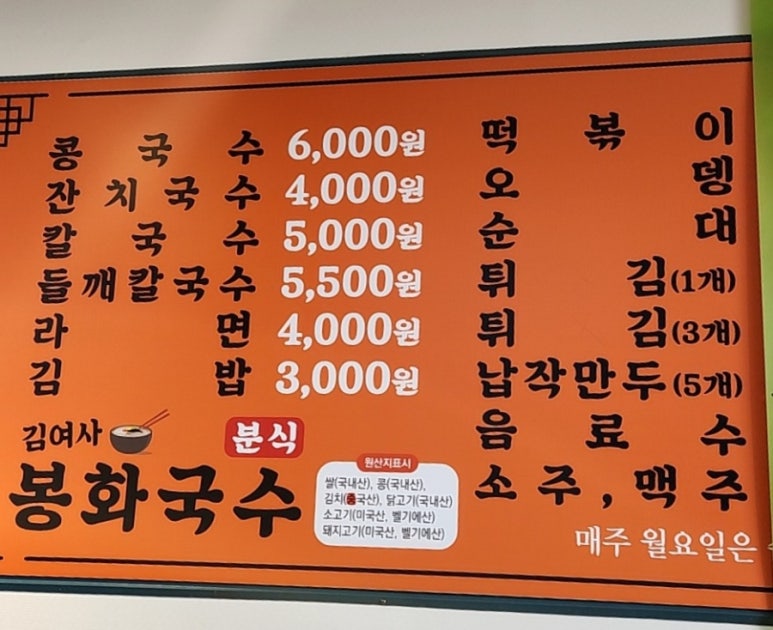 콩국수 6,000원
잔치국수 4,000원
칼국수 5,000원
들깨칼국수 5,500원
라면 4,000원
김밥 3,000원
떡볶이
오뎅
순대
튀김(1개)
튀김(3개)
납작만두(5개)
음료수
소주,맥주
김여사
분식
봉화국수
원산지표시
쌀(국내산), 콩(국내산),
김치(중국산), 닭고기(국내산)
소고기(미국산, 벨기에산)
돼지고기(미국산, 벨기에산)
매주 월요일은